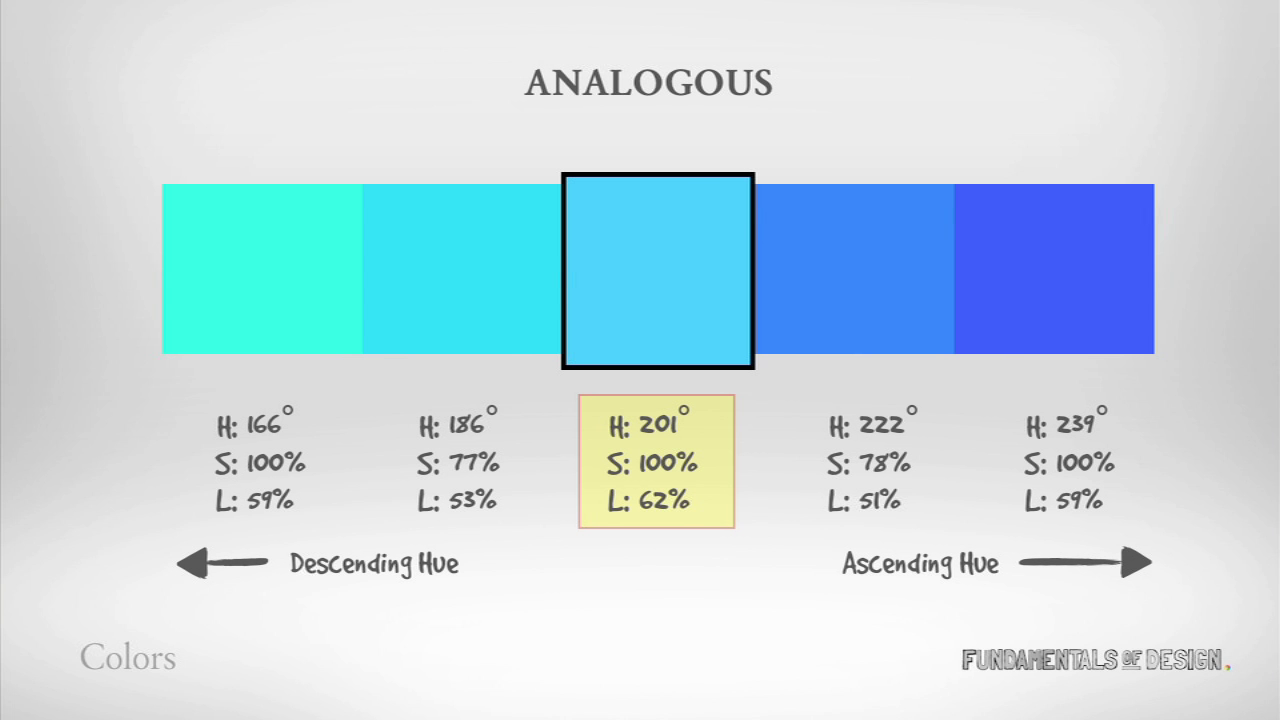 ANALOGOUS
H: 166°
S: 100%
L: 59%
H: 186°
S: 77%
L: 53%
H: 201°
S: 100%
L: 62%
H: 222°
S: 78%
L: 51%
H: 239°
S: 100%
L: 59%
Descending Hue
Ascending Hue
Colors
FUNDAMENTALS OF DESIGN.